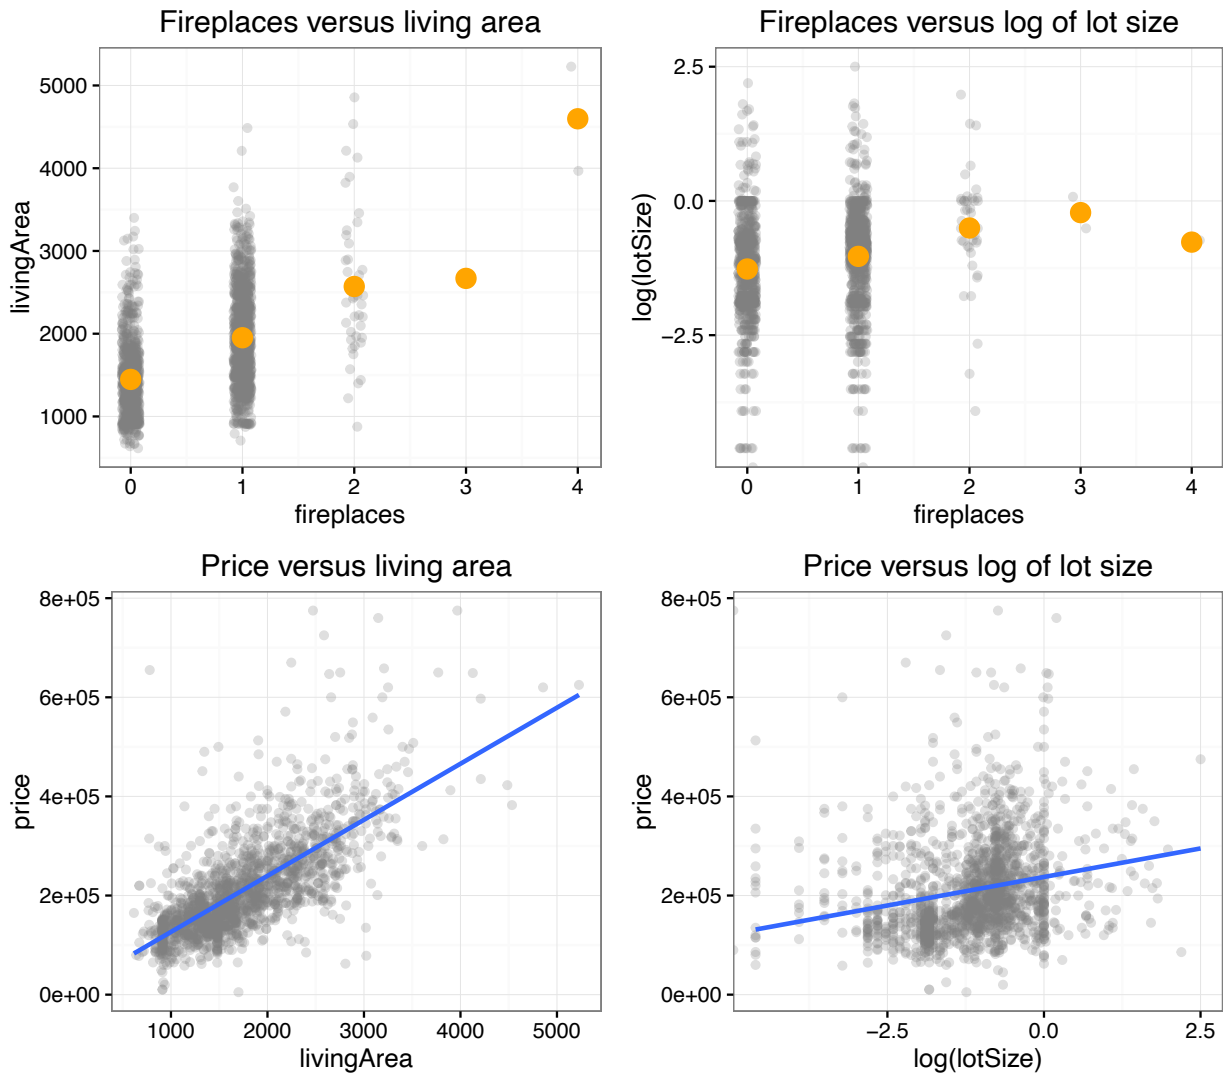 Fireplaces versus living area
5000
4000
3000
2000
1000
livingArea
0 1 2 3 4
fireplaces
Fireplaces versus log of lot size
2.5
0.0
−2.5
log(lotSize)
0 1 2 3 4
fireplaces
Price versus living area
8e+05
6e+05
4e+05
2e+05
0e+00
price
1000 2000 3000 4000 5000
livingArea
Price versus log of lot size
8e+05
6e+05
4e+05
2e+05
0e+00
price
−2.5 0.0 2.5
log(lotSize)